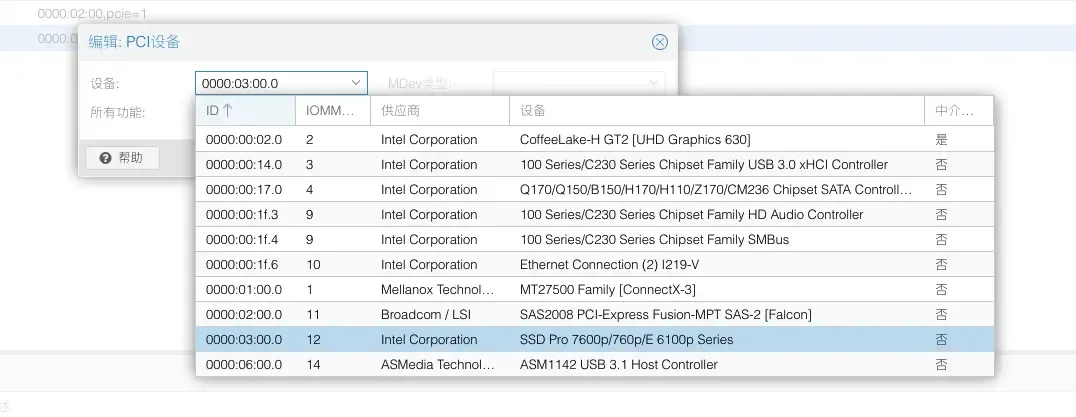 0000:02:00,pcie=1
0000:0
编辑: PCI设备
设备: 0000:03:00.0 MDev类型:
所有功能:
帮助
ID IOMM... 供应商 设备 中介...
0000:00:02.0 2 Intel Corporation CoffeeLake-H GT2 [UHD Graphics 630] 是
0000:00:14.0 3 Intel Corporation 100 Series/C230 Series Chipset Family USB 3.0 xHCI Controller 否
0000:00:17.0 4 Intel Corporation Q170/Q150/B150/H170/H110/Z170/CM236 Chipset SATA Controll... 否
0000:00:1f.3 9 Intel Corporation 100 Series/C230 Series Chipset Family HD Audio Controller 否
0000:00:1f.4 9 Intel Corporation 100 Series/C230 Series Chipset Family SMBus 否
0000:00:1f.6 10 Intel Corporation Ethernet Connection (2) I219-V 否
0000:01:00.0 1 Mellanox Technol... MT27500 Family [ConnectX-3] 否
0000:02:00.0 11 Broadcom / LSI SAS2008 PCI-Express Fusion-MPT SAS-2 [Falcon] 否
0000:03:00.0 12 Intel Corporation SSD Pro 7600p/760p/E 6100p Series 否
0000:06:00.0 14 ASMedia Technol... ASM1142 USB 3.1 Host Controller 否
述